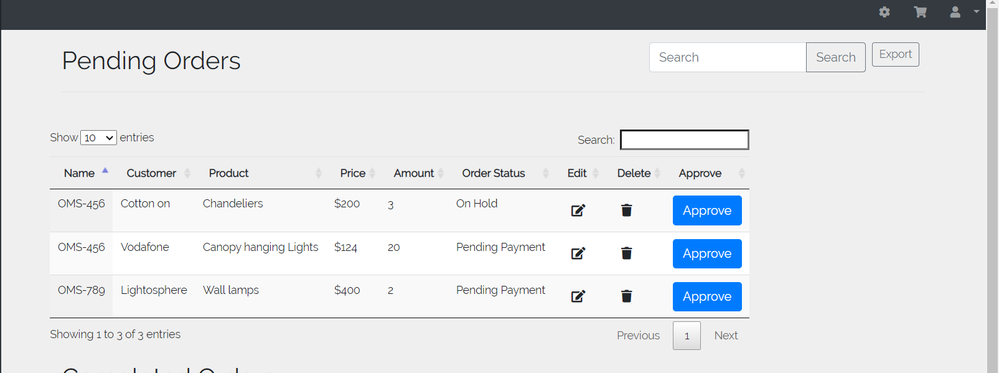 Pending Orders
Search Search Export
Show 10 entries
Search:
Name Customer Product Price Amount Order Status Edit Delete Approve
OMS-456 Cotton on Chandeliers $200 3 On Hold Approve
OMS-456 Vodafone Canopy hanging Lights $124 20 Pending Payment Approve
OMS-789 Lightosphere Wall lamps $400 2 Pending Payment Approve
Showing 1 to 3 of 3 entries
Previous 1 Next